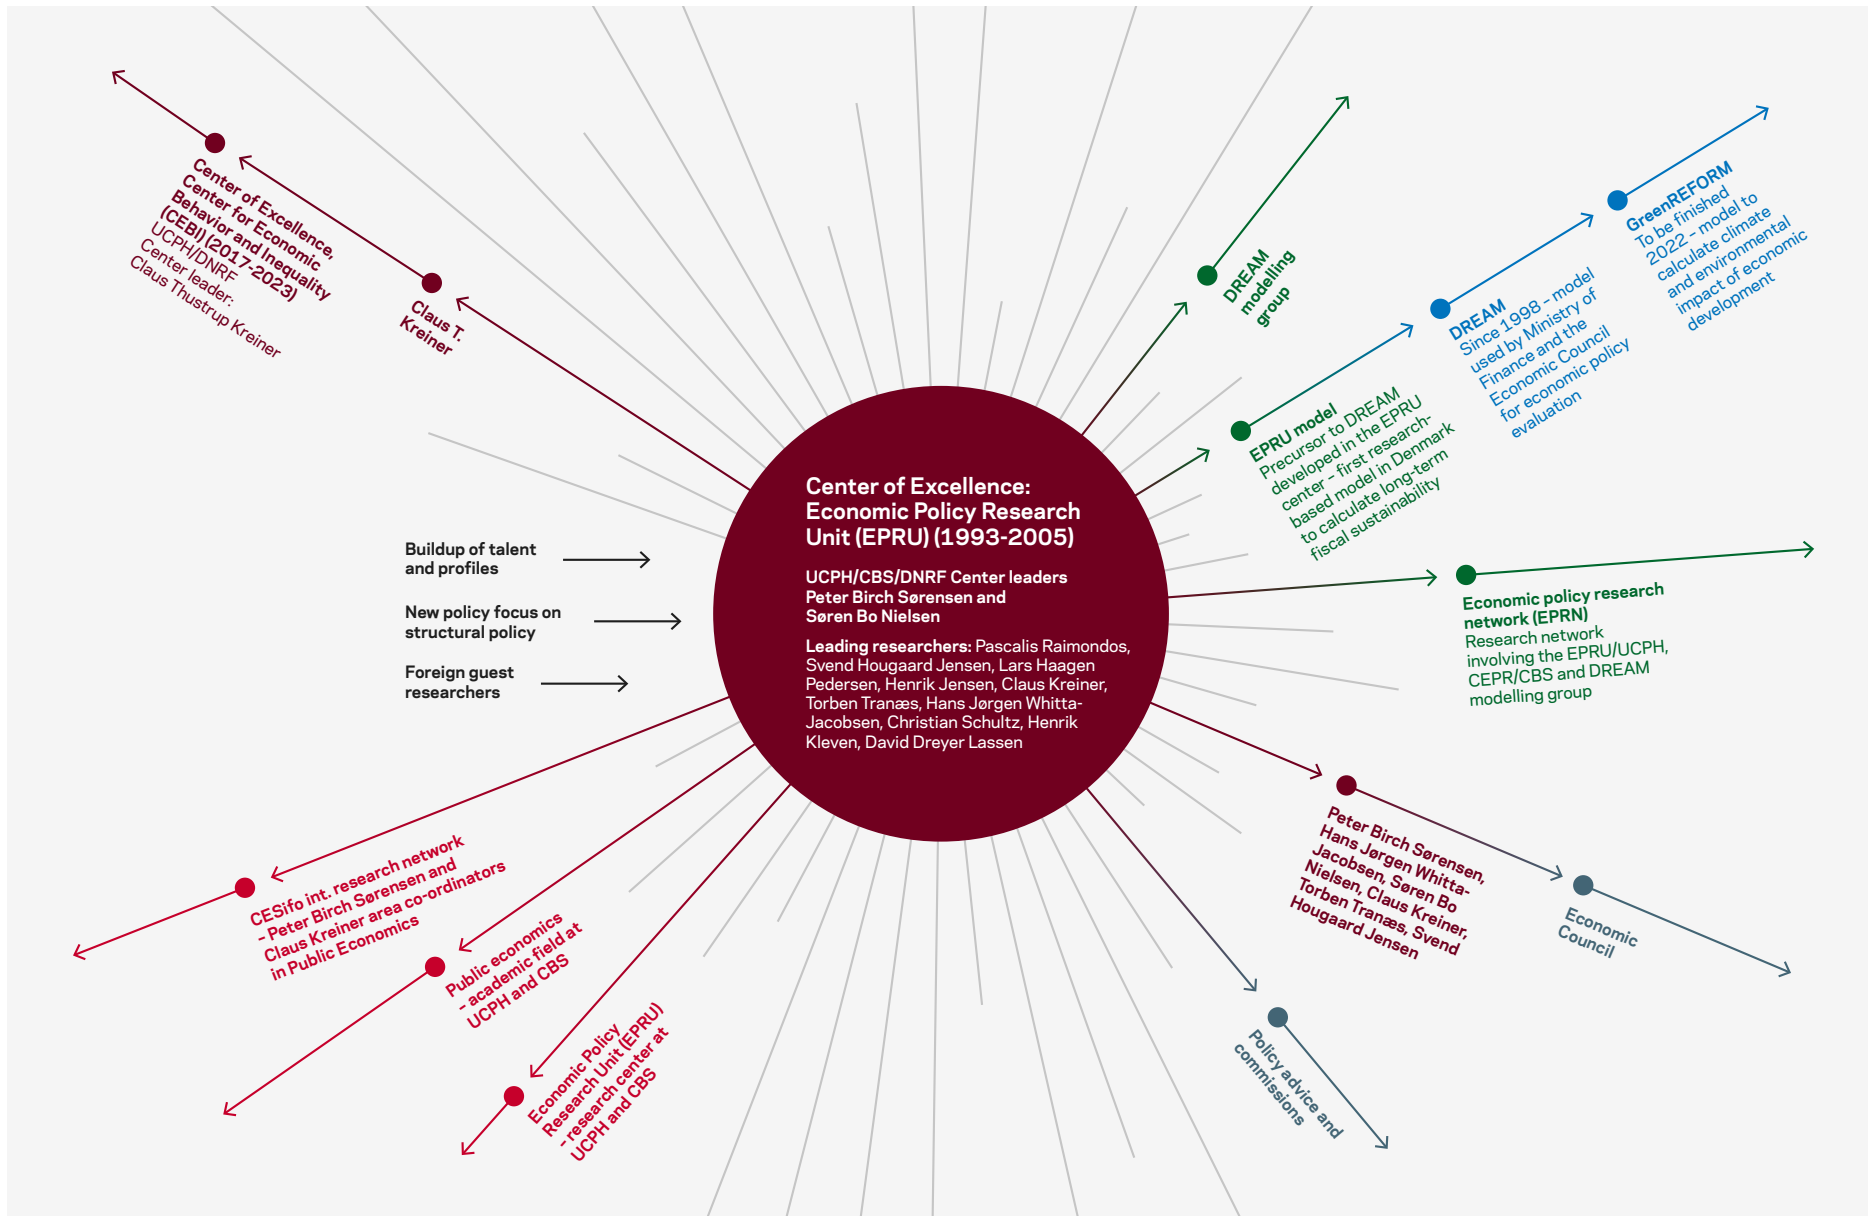 Center of Excellence,
Center for Economic
Behavior and Inequality
(CEBI) (2017-2023)
UCPH/DNRF
Center leader:
Claus Thustrup Kreiner
Claus T.
Kreiner
DREAM
modelling
group
GreenREFORM
To be finished
2022 – model to
calculate climate
and environmental
impact of economic
development
DREAM
Since 1998 – model
used by Ministry of
Finance and the
Economic Council
for economic policy
evaluation
EPRU model
Precursor to DREAM
developed in the EPRU
center – first research-
based model in Denmark
to calculate long-term
fiscal sustainability
Center of Excellence:
Economic Policy Research
Unit (EPRU) (1993-2005)
UCPH/CBS/DNRF Center leaders
Peter Birch Sørensen and
Søren Bo Nielsen
Leading researchers: Pascalis Raimondos,
Svend Hougaard Jensen, Lars Haagen
Pedersen, Henrik Jensen, Claus Kreiner,
Torben Tranæs, Hans Jørgen Whitta-
Jacobsen, Christian Schultz, Henrik
Kleven, David Dreyer Lassen
Buildup of talent
and profiles
New policy focus on
structural policy
Foreign guest
researchers
Economic policy research
network (EPRN)
Research network
involving the EPRU/UCPH,
CEPR/CBS and DREAM
modelling group
Peter Birch Sørensen,
Hans Jørgen Whitta-
Jacobsen, Søren Bo
Nielsen, Claus Kreiner,
Torben Tranæs, Svend
Hougaard Jensen
Economic
Council
CESifo int. research network
– Peter Birch Sørensen and
Claus Kreiner area co-ordinators
in Public Economics
Public economics
– academic field at
UCPH and CBS
Economic Policy
Research Unit (EPRU)
– research center at
UCPH and CBS
Policy advice and
commissions